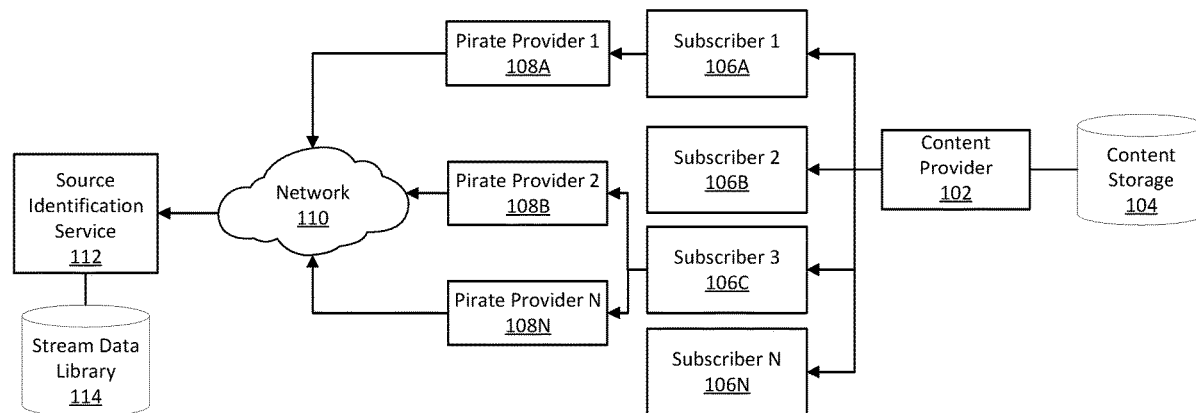 Pirate Provider 1
108A
Subscriber 1
106A
Source
Identification
Service
112
Network
110
Pirate Provider 2
108B
Subscriber 2
106B
Content
Provider
102
Content
Storage
104
Subscriber 3
106C
Pirate Provider N
108N
Stream Data
Library
114
Subscriber N
106N